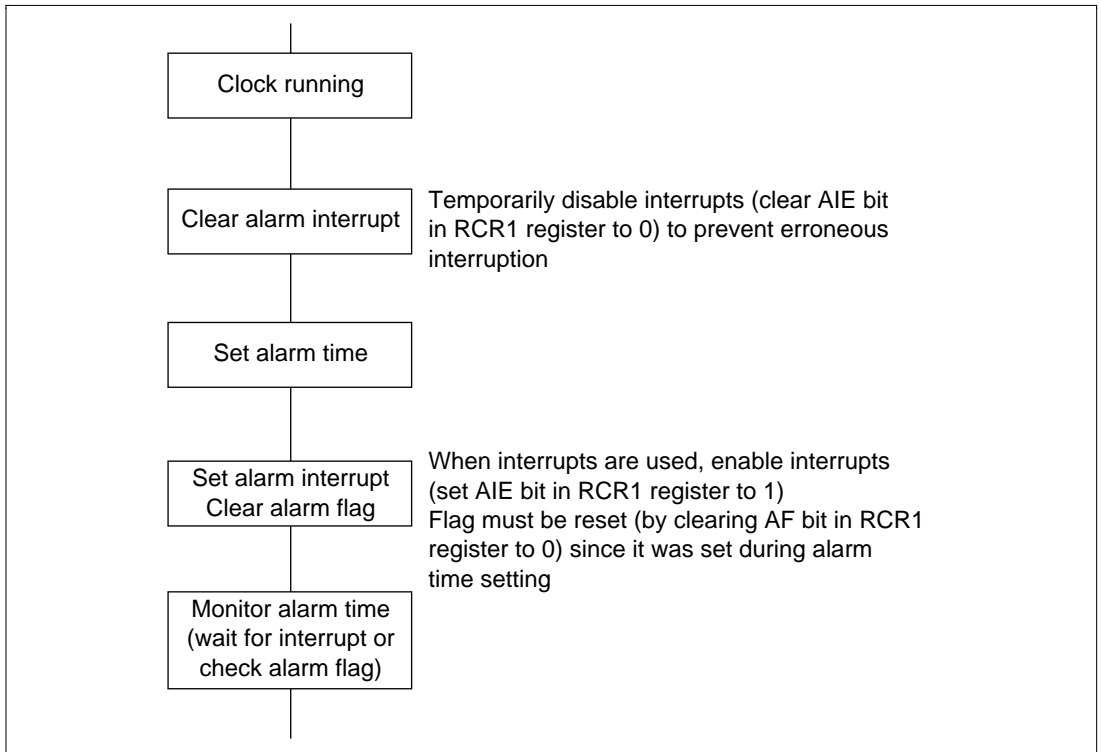 Clock running
Clear alarm interrupt
Temporarily disable interrupts (clear AIE bit
in RCR1 register to 0) to prevent erroneous
interruption
Set alarm time
Set alarm interrupt
Clear alarm flag
When interrupts are used, enable interrupts
(set AIE bit in RCR1 register to 1)
Flag must be reset (by clearing AF bit in RCR1
register to 0) since it was set during alarm
time setting
Monitor alarm time
(wait for interrupt or
check alarm flag)